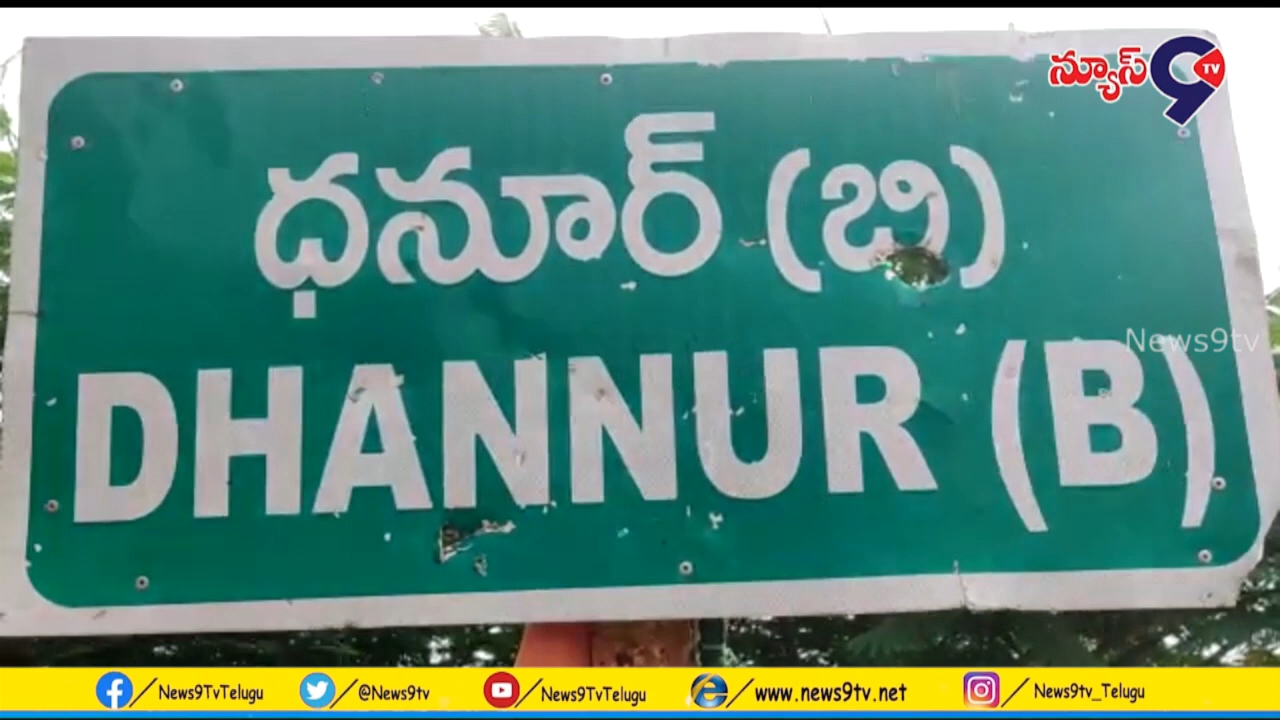 న్యూస్ 9 TV
ధనూర్ (బి)
DHANNUR (B)
News9tv
News9TvTelugu @News9tv News9TvTelugu www.news9tv.net News9tv_Telugu